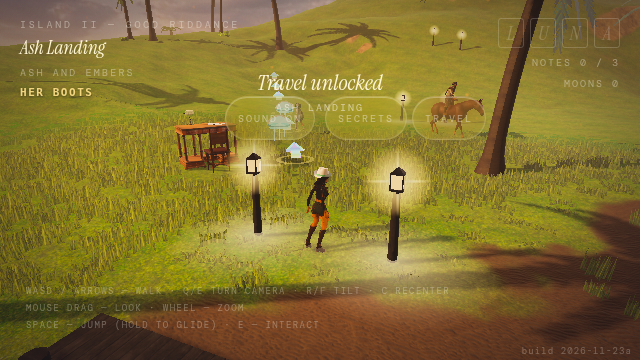 ISLAND II — GOOD RIDDANCE
Ash Landing
ASH AND EMBERS
HER BOOTS
LUNA
NOTES 0 / 3
MOONS 0
Travel unlocked
ASH LANDING
SOUND ON
SECRETS
TRAVEL
WASD / ARROWS — WALK · Q/E TURN CAMERA · R/F TILT · C RECENTER
MOUSE DRAG — LOOK · WHEEL — ZOOM
SPACE — JUMP (HOLD TO GLIDE) · E — INTERACT
build 2026-11-23a